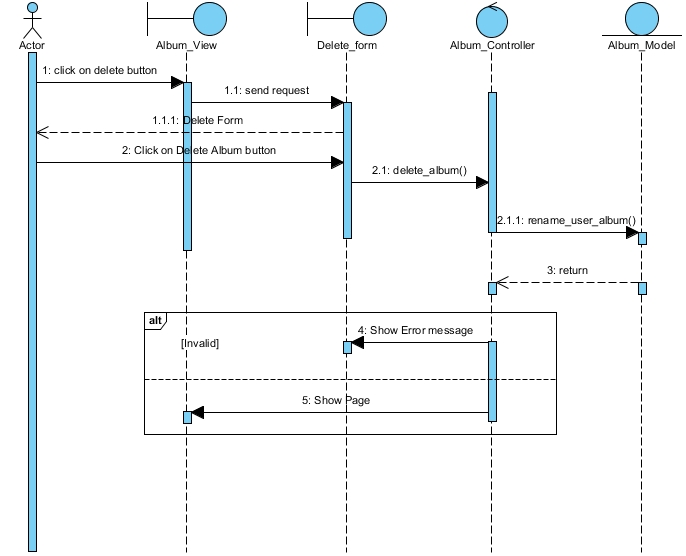 Actor
Album_View
Delete_form
Album_Controller
Album_Model
1: click on delete button
1.1: send request
1.1.1: Delete Form
2: Click on Delete Album button
2.1: delete_album()
2.1.1: rename_user_album()
3: return
alt
4: Show Error message
[Invalid]
5: Show Page